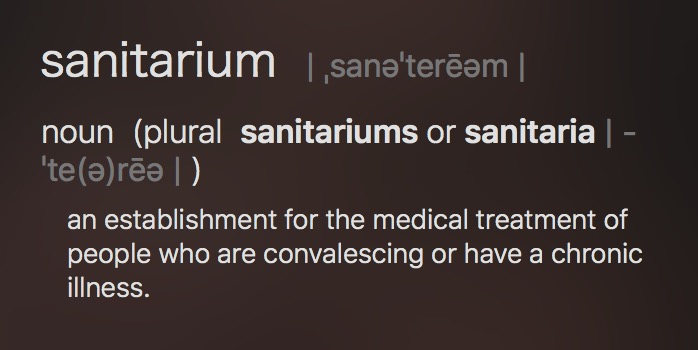 sanitarium | ˌsanəˈterēəm |
noun (plural sanitariums or sanitaria | -
ˈte(ə)rēə | )
an establishment for the medical treatment of
people who are convalescing or have a chronic
illness.